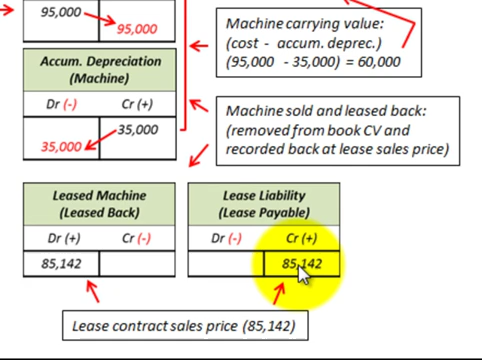 95,000
95,000
Machine carrying value:
(cost - accum. deprec.)
(95,000 - 35,000) = 60,000
Accum. Depreciation
(Machine)
Dr (-) Cr (+)
35,000
35,000
Machine sold and leased back:
(removed from book CV and
recorded back at lease sales price)
Leased Machine
(Leased Back)
Dr (+) Cr (-)
85,142
Lease Liability
(Lease Payable)
Dr (-) Cr (+)
85,142
Lease contract sales price (85,142)